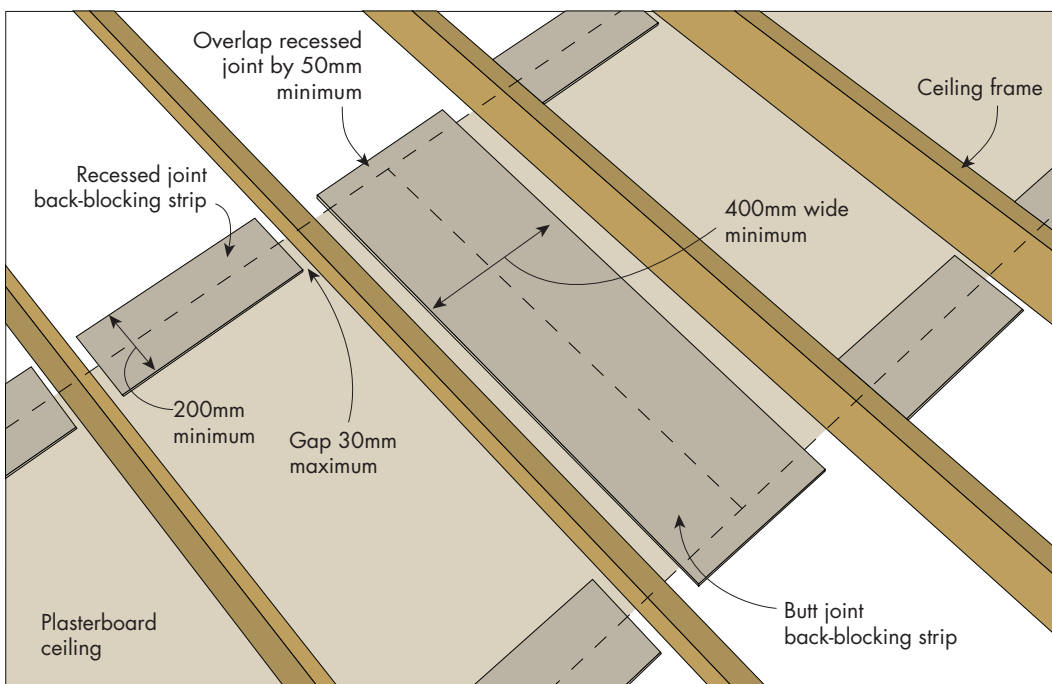 Overlap recessed
joint by 50mm
minimum
Ceiling frame
Recessed joint
back-blocking strip
400mm wide
minimum
200mm
minimum
Gap 30mm
maximum
Plasterboard
ceiling
Butt joint
back-blocking strip